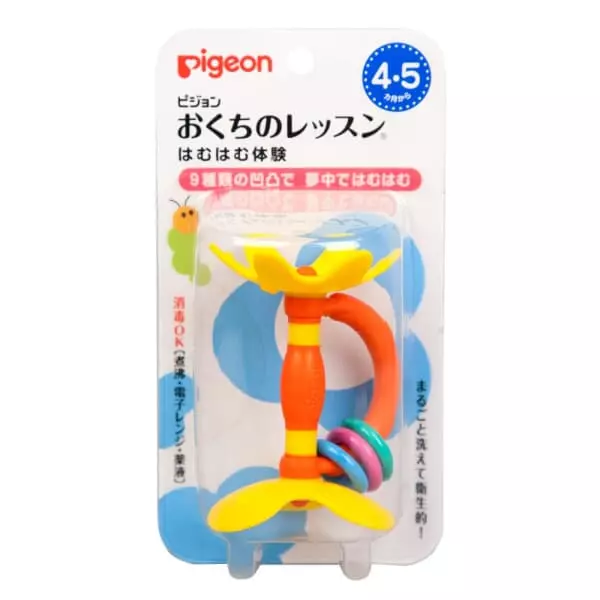 pigeon
4・5
カ月から
ピジョン
おくちのレッスン®
はむはむ体験
9種類の凹凸で 夢中ではむはむ
消毒OK【煮沸・電子レンジ・薬液】
まるごと洗えて衛生的!